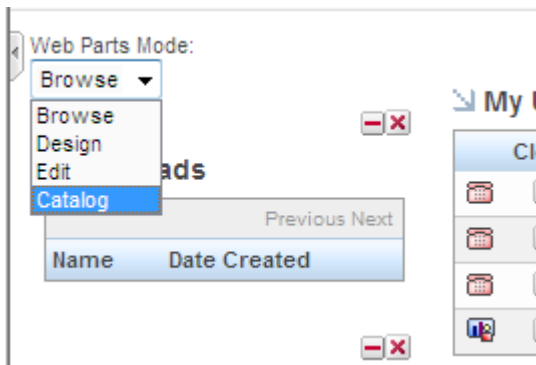 Web Parts Mode:
Browse
Browse
Design
Edit
Catalog
ads
Previous Next
Name Date Created
My
Cl